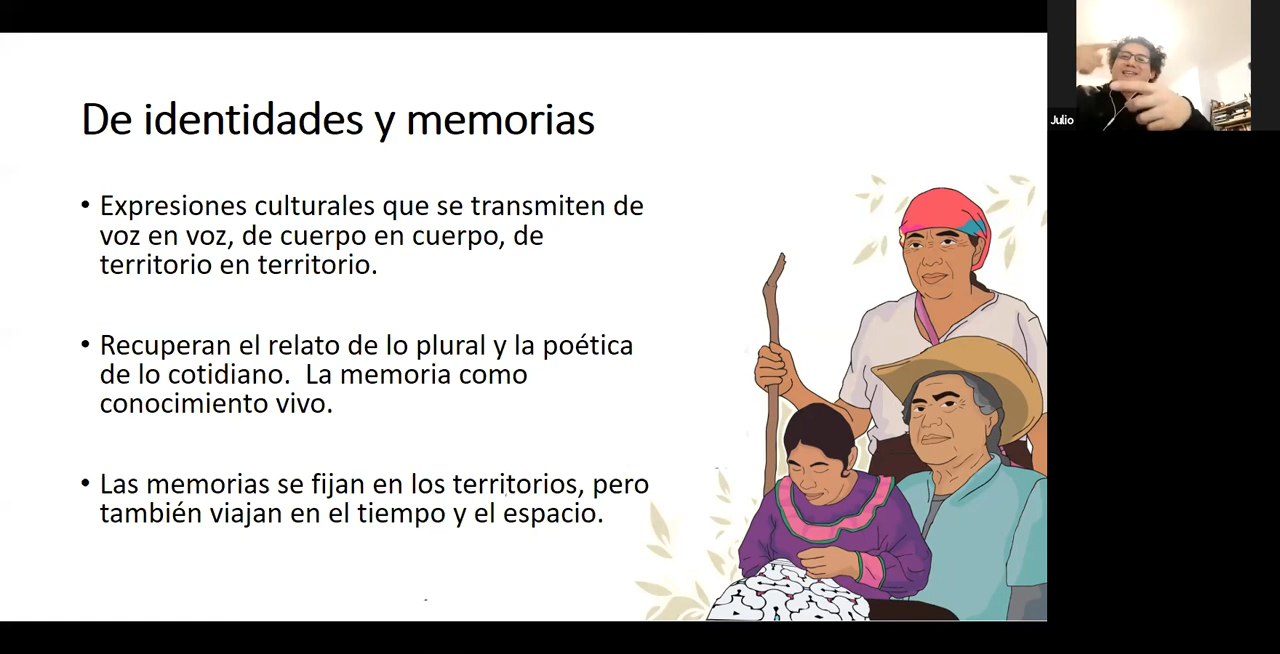 De identidades y memorias
• Expresiones culturales que se transmiten de
voz en voz, de cuerpo en cuerpo, de
territorio en territorio.
• Recuperan el relato de lo plural y la poética
de lo cotidiano.  La memoria como
conocimiento vivo.
• Las memorias se fijan en los territorios, pero
también viajan en el tiempo y el espacio.
Julio